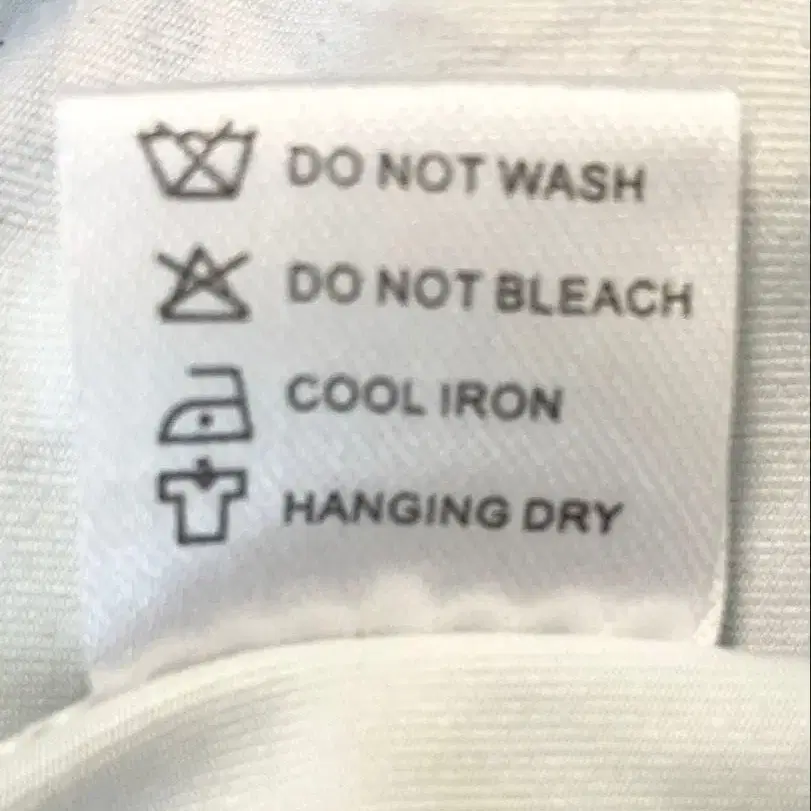 DO NOT WASH
DO NOT BLEACH
COOL IRON
HANGING DRY